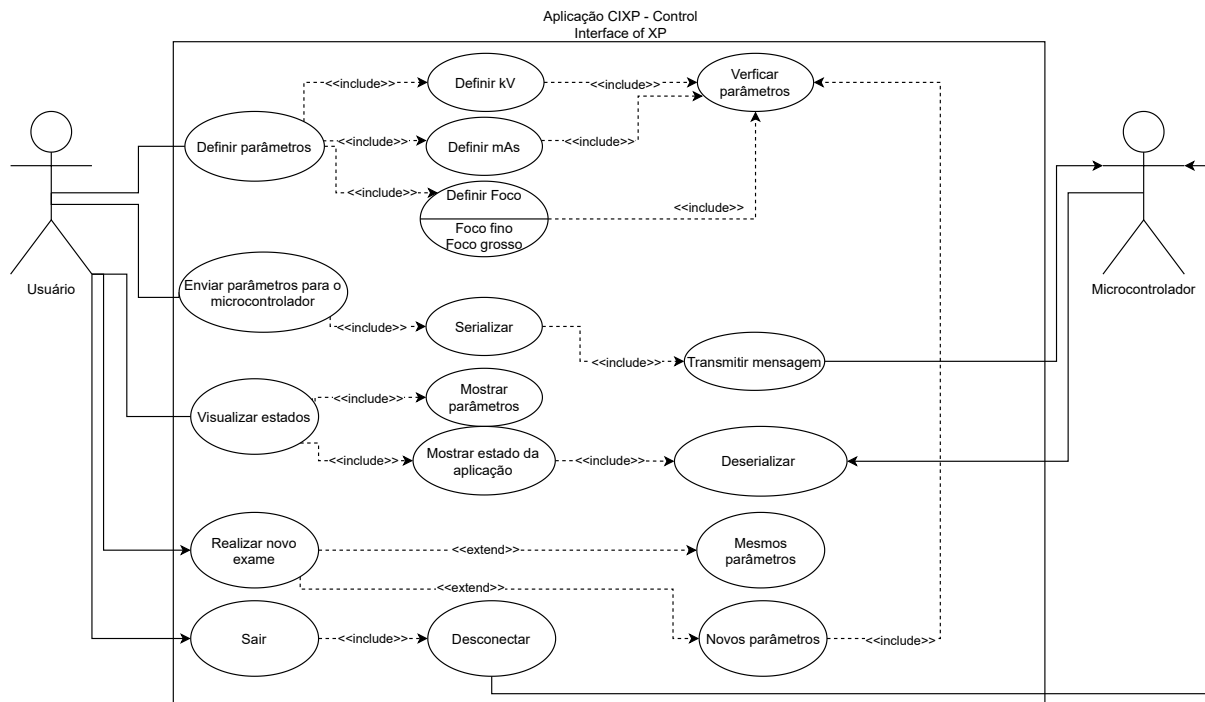 Aplicação CIXP - Control
Interface of XP
Definir kV
Verficar
parâmetros
<<include>>
<<include>>
Definir parâmetros
<<include>>
Definir mAs
<<include>>
<<include>>
Definir Foco
<<include>>
Foco fino
Foco grosso
Usuário
Microcontrolador
Enviar parâmetros para o
microcontrolador
<<include>>
Serializar
<<include>>
Transmitir mensagem
Visualizar estados
<<include>>
Mostrar
parâmetros
<<include>>
Mostrar estado da
aplicação
<<include>>
Deserializar
Realizar novo
exame
<<extend>>
Mesmos
parâmetros
<<extend>>
Sair
<<include>>
Desconectar
Novos parâmetros
<<include>>